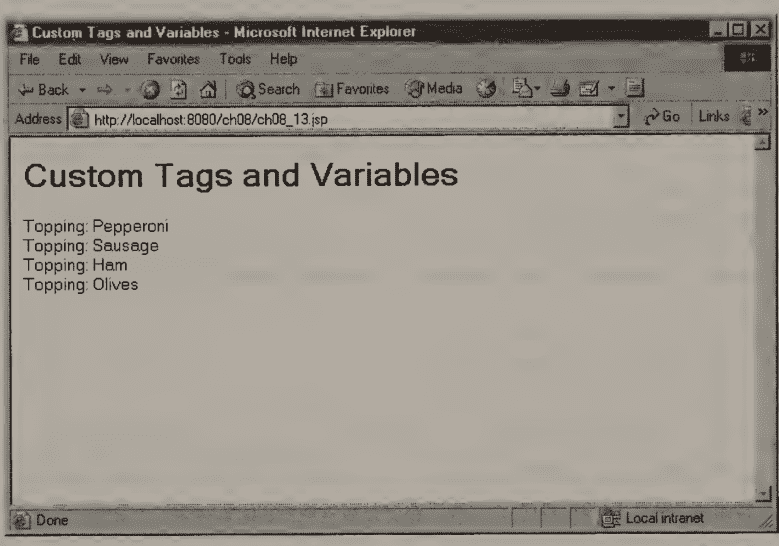 Custom Tags and Variables - Microsoft Internet Explorer
File Edit View Favorites Tools Help
Back Search Favorites Media
Address http://localhost:8080/ch08/ch08_13.jsp Go Links »
Custom Tags and Variables
Topping: Pepperoni
Topping: Sausage
Topping: Ham
Topping: Olives
Done Local intranet